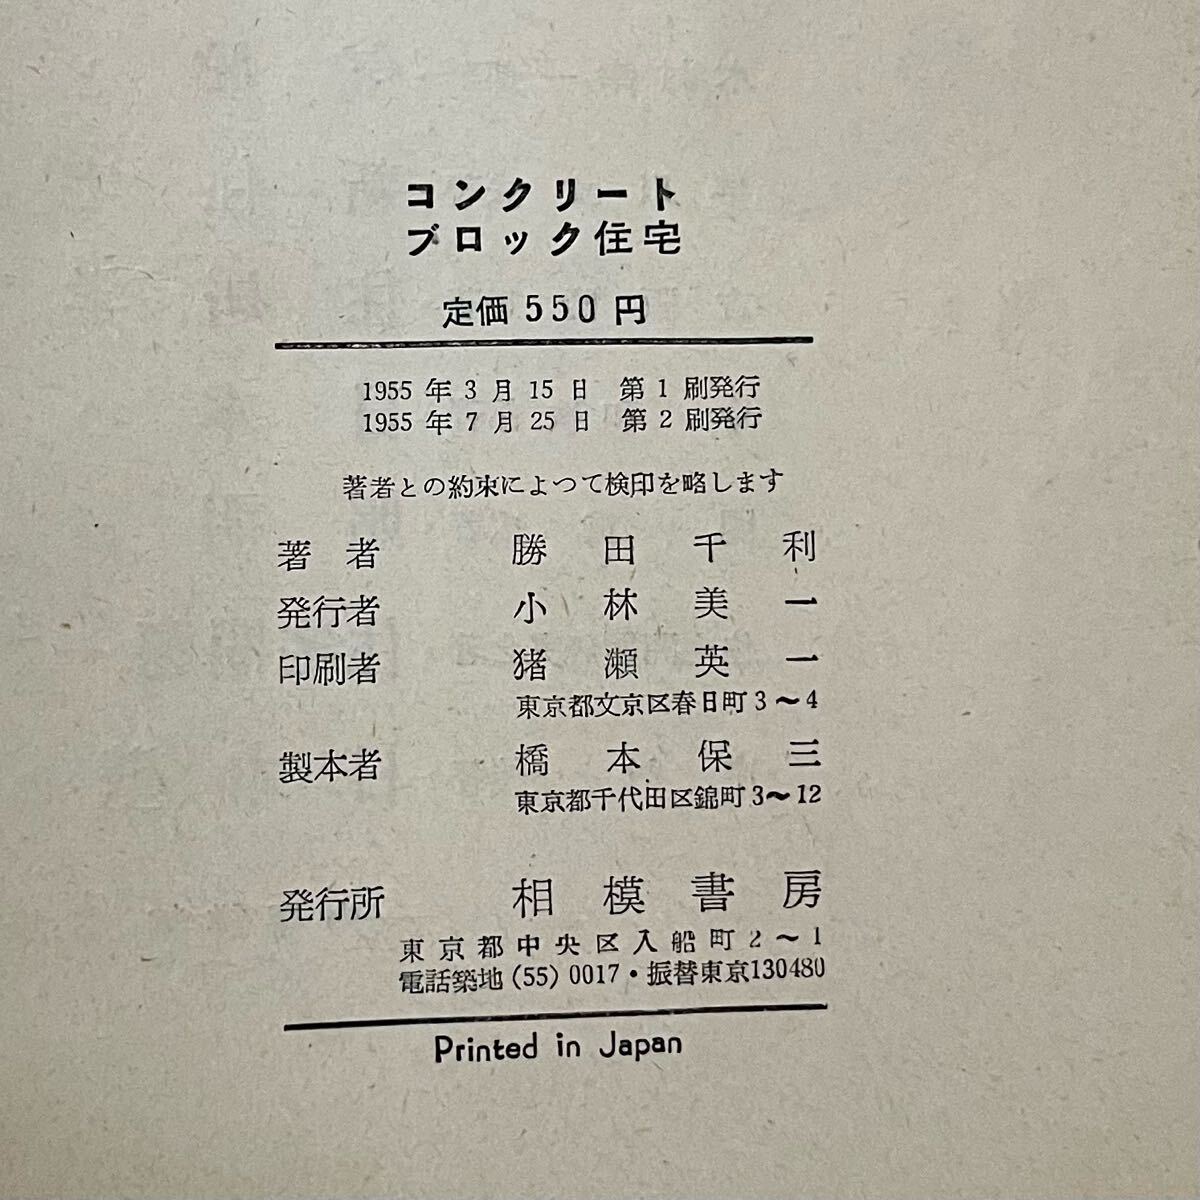 コンクリート
ブロック住宅
定価 550 円
1955 年 3 月 15 日　第 1 刷発行
1955 年 7 月 25 日　第 2 刷発行
著者との約束によつて検印を略します
著　者　勝　田　千　利
発行者　小　林　美　一
印刷者　猪　瀬　英　一
東京都文京区春日町 3 〜 4
製本者　橋　本　保　三
東京都千代田区錦町 3〜12
発行所　相　模　書　房
東京都中央区入船町 2 〜 1
電話築地 (55) 0017・振替東京130480
Printed in Japan